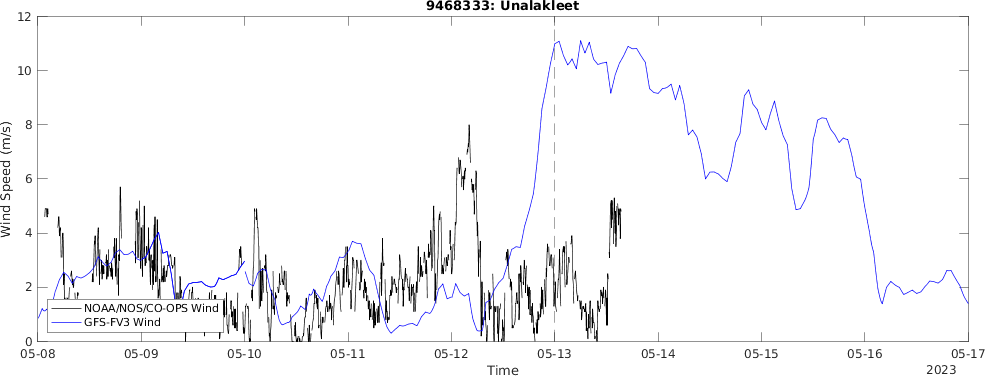 9468333: Unalakleet
12
10
8
6
4
2
0
Wind Speed (m/s)
NOAA/NOS/CO-OPS Wind
GFS-FV3 Wind
05-08 05-09 05-10 05-11 05-12 05-13 05-14 05-15 05-16 05-17
Time
2023